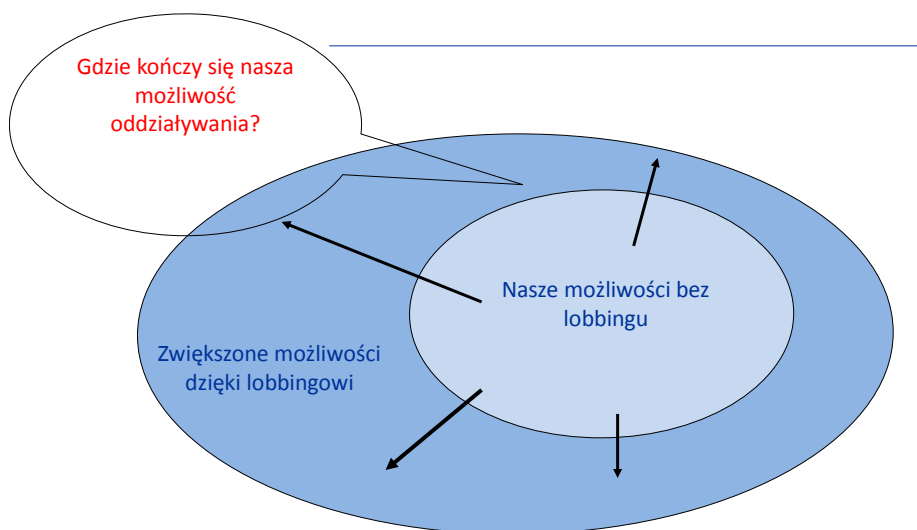 Gdzie kończy się nasza
możliwość
oddziaływania?
Nasze możliwości bez
lobbingu
Zwiększone możliwości
dzięki lobbingowi